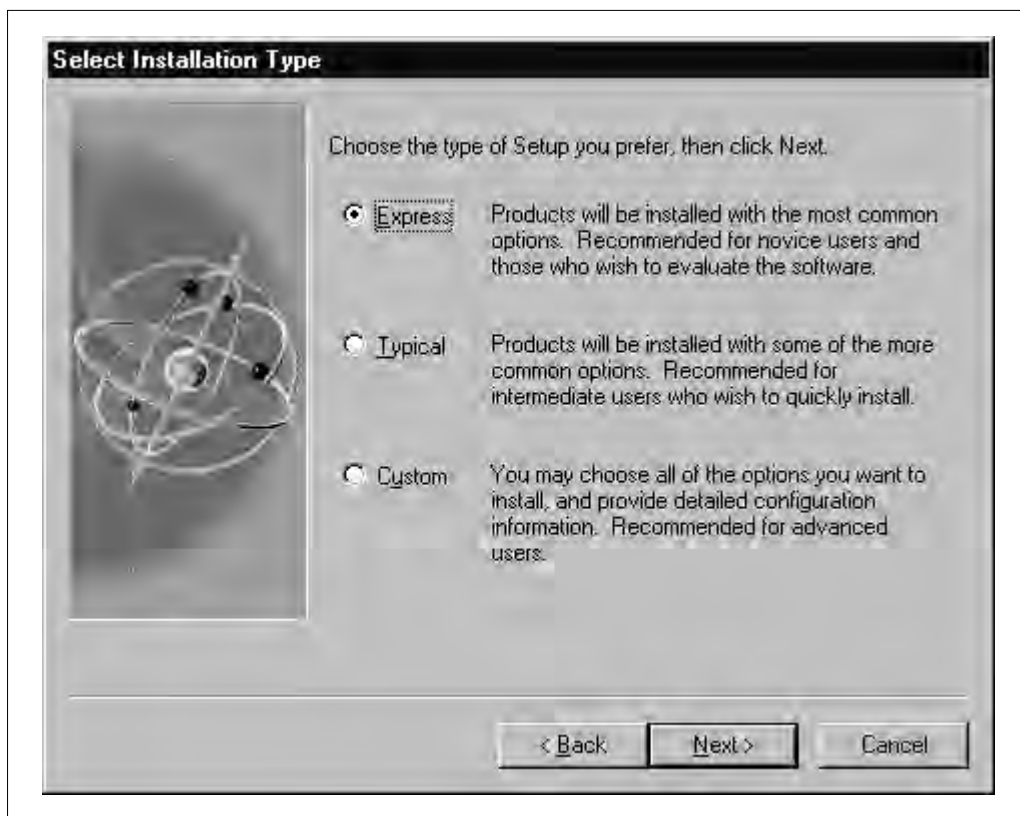 Select Installation Type
Choose the type of Setup you prefer, then click Next.
Express
Products will be installed with the most common
options. Recommended for novice users and
those who wish to evaluate the software.
Typical
Products will be installed with some of the more
common options. Recommended for
intermediate users who wish to quickly install.
Custom
You may choose all of the options you want to
install, and provide detailed configuration
information. Recommended for advanced
users.
< Back
Next >
Cancel